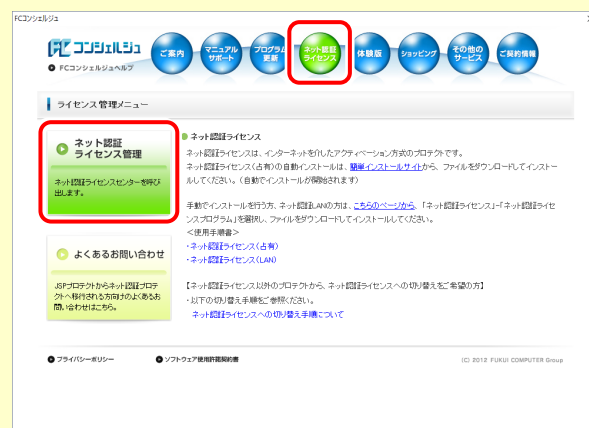 FCコンシェルジュ
FC コンシェルジュ
FCコンシェルジュヘルプ
ご案内
マニュアル
サポート
プログラム
更新
ネット認証
ライセンス
体験版
ショッピング
その他の
サービス
ご契約情報
ライセンス管理メニュー
ネット認証
ライセンス管理
ネット認証ライセンスセンターを呼び
出します。
よくあるお問い合わせ
JSPプロテクトからネット認証プロテ
クトへ移行される方向けのよくあるお
問い合わせはこちら。
ネット認証ライセンス
ネット認証ライセンスは、インターネットを介したアクティベーション方式のプロテクトです。
ネット認証ライセンス(占有)の自動インストールは、簡単インストールサイトから、ファイルをダウンロードしてインストー
ルしてください。(自動でインストールが開始されます)
手動でインストールを行う方、ネット認証LANの方は、こちらのページから、「ネット認証ライセンス」-「ネット認証ライセ
ンスプログラム」を選択し、ファイルをダウンロードしてインストールしてください。
<使用手順書>
・ネット認証ライセンス(占有)
・ネット認証ライセンス(LAN)
【ネット認証ライセンス以外のプロテクトから、ネット認証ライセンスへの切り替えをご希望の方】
・以下の切り替え手順をご参照ください。
ネット認証ライセンスへの切り替え手順について
プライバシーポリシー
ソフトウェア使用許諾契約書
(C) 2012 FUKUI COMPUTER Group